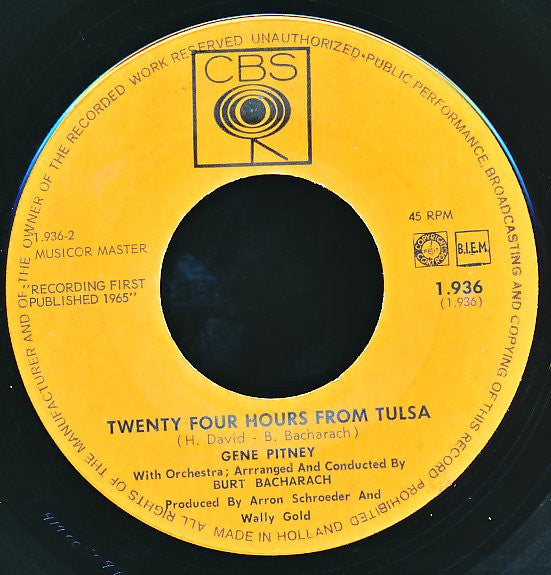 ALL RIGHTS OF THE MANUFACTURER AND OF THE OWNER OF THE RECORDED WORK RESERVED UNAUTHORIZED·PUBLIC PERFORMANCE, BROADCASTING AND COPYING OF THIS RECORD PROHIBITED
CBS
1.936-2
MUSICOR MASTER
"RECORDING FIRST
PUBLISHED 1965"
45 RPM
B.I.E.M.
1.936
(1.936)
TWENTY FOUR HOURS FROM TULSA
(H. David - B. Bacharach)
GENE PITNEY
With Orchestra; Arrranged And Conducted By
BURT BACHARACH
Produced By Arron Schroeder And
Wally Gold
MADE IN HOLLAND